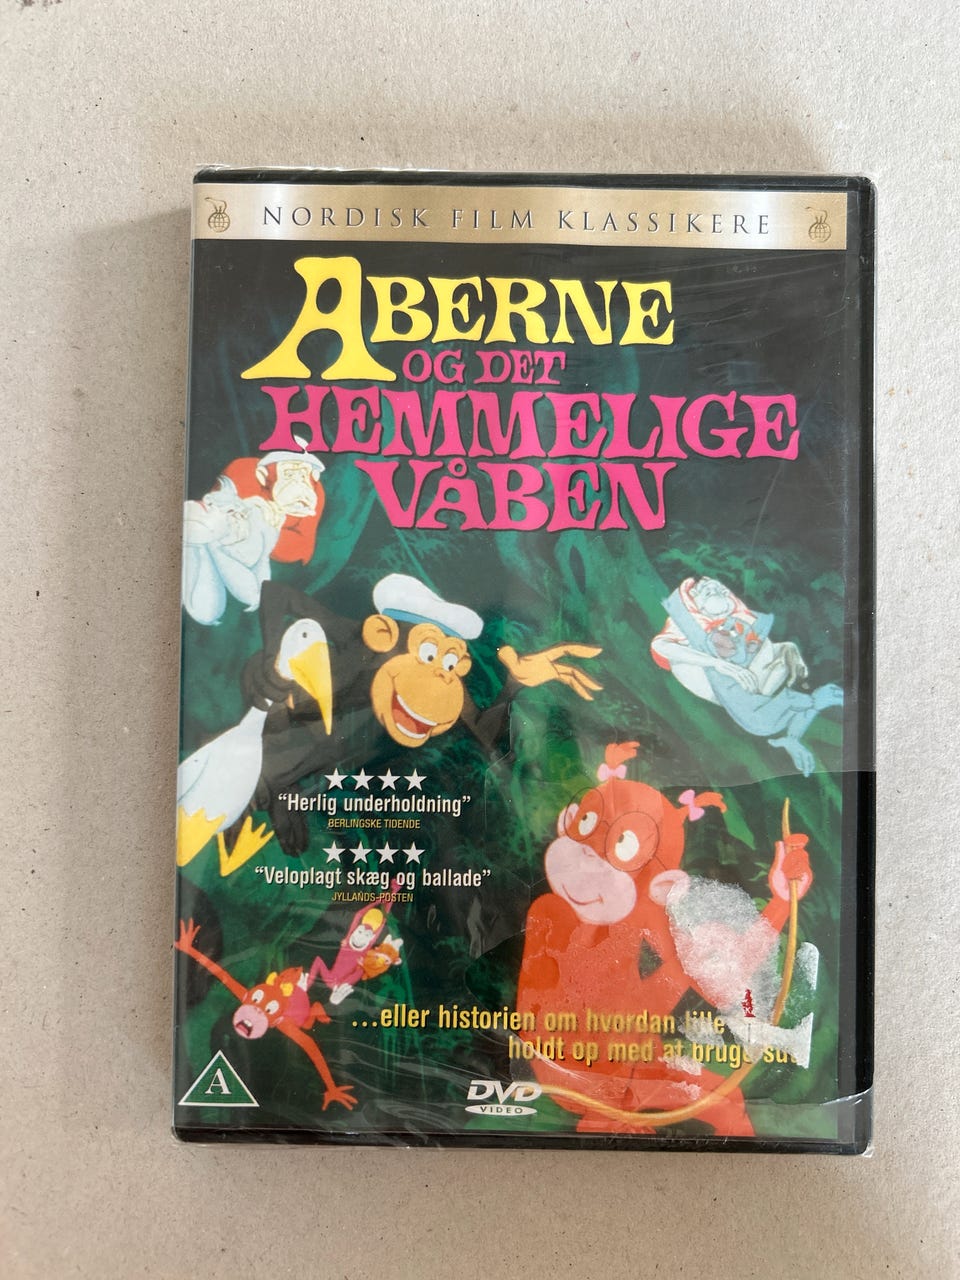 NORDISK FILM KLASSIKERE
ABERNE
OG DET
HEMMELIGE
VÅBEN
★★★★
"Herlig underholdning"
BERLINGSKE TIDENDE
★★★★
"Veloplagt skæg og ballade"
JYLLANDS-POSTEN
...eller historien om hvordan lille
holdt op med at bruge
A
DVD
VIDEO